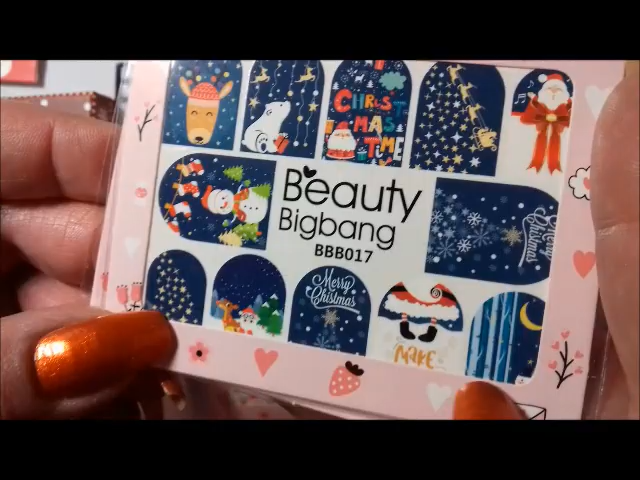 CHRIST
MAS
TIME
Beauty
Bigbang
BBB017
Merry
Christmas
Merry
Christmas
MAKE